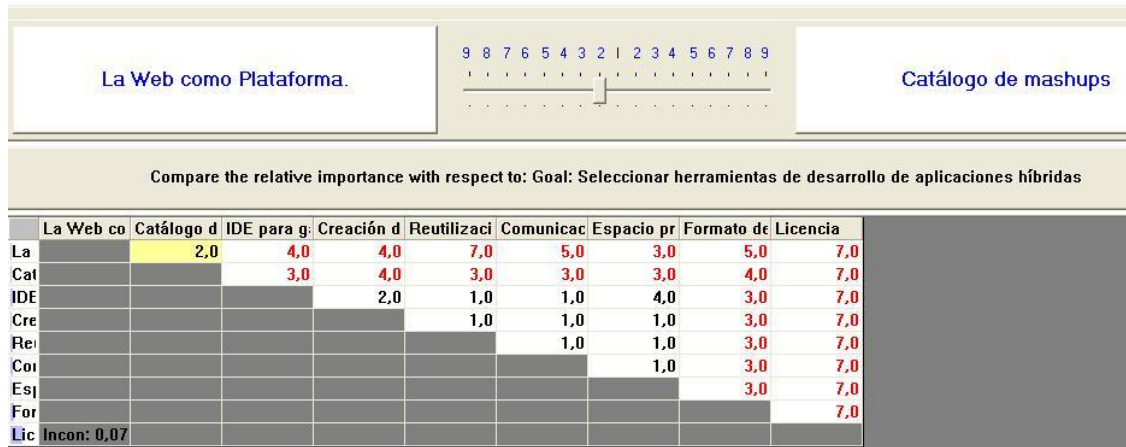 9 8 7 6 5 4 3 2 1 2 3 4 5 6 7 8 9
La Web como Plataforma. Catálogo de mashups
Compare the relative importance with respect to: Goal: Seleccionar herramientas de desarrollo de aplicaciones híbridas
La Web co Catálogo d IDE para g Creación d Reutilizaci Comunicac Espacio pr Formato de Licencia
La 2,0 4,0 4,0 7,0 5,0 3,0 5,0 7,0
Cat 3,0 4,0 3,0 3,0 3,0 4,0 7,0
IDE 2,0 1,0 1,0 4,0 3,0 7,0
Cre 1,0 1,0 1,0 3,0 7,0
Reu 1,0 1,0 3,0 7,0
Cor 1,0 3,0 7,0
Esp 3,0 7,0
For 7,0
Lic Incon: 0,07